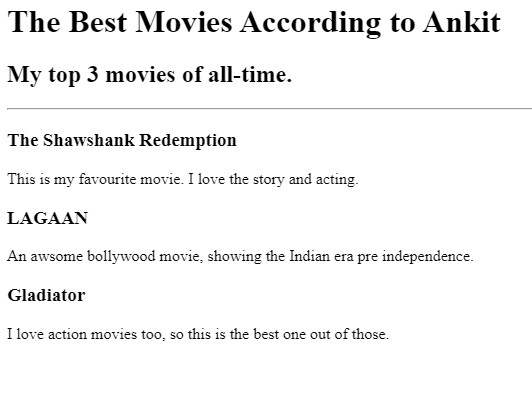 The Best Movies According to Ankit
My top 3 movies of all-time.
The Shawshank Redemption
This is my favourite movie. I love the story and acting.
LAGAAN
An awsome bollywood movie, showing the Indian era pre independence.
Gladiator
I love action movies too, so this is the best one out of those.